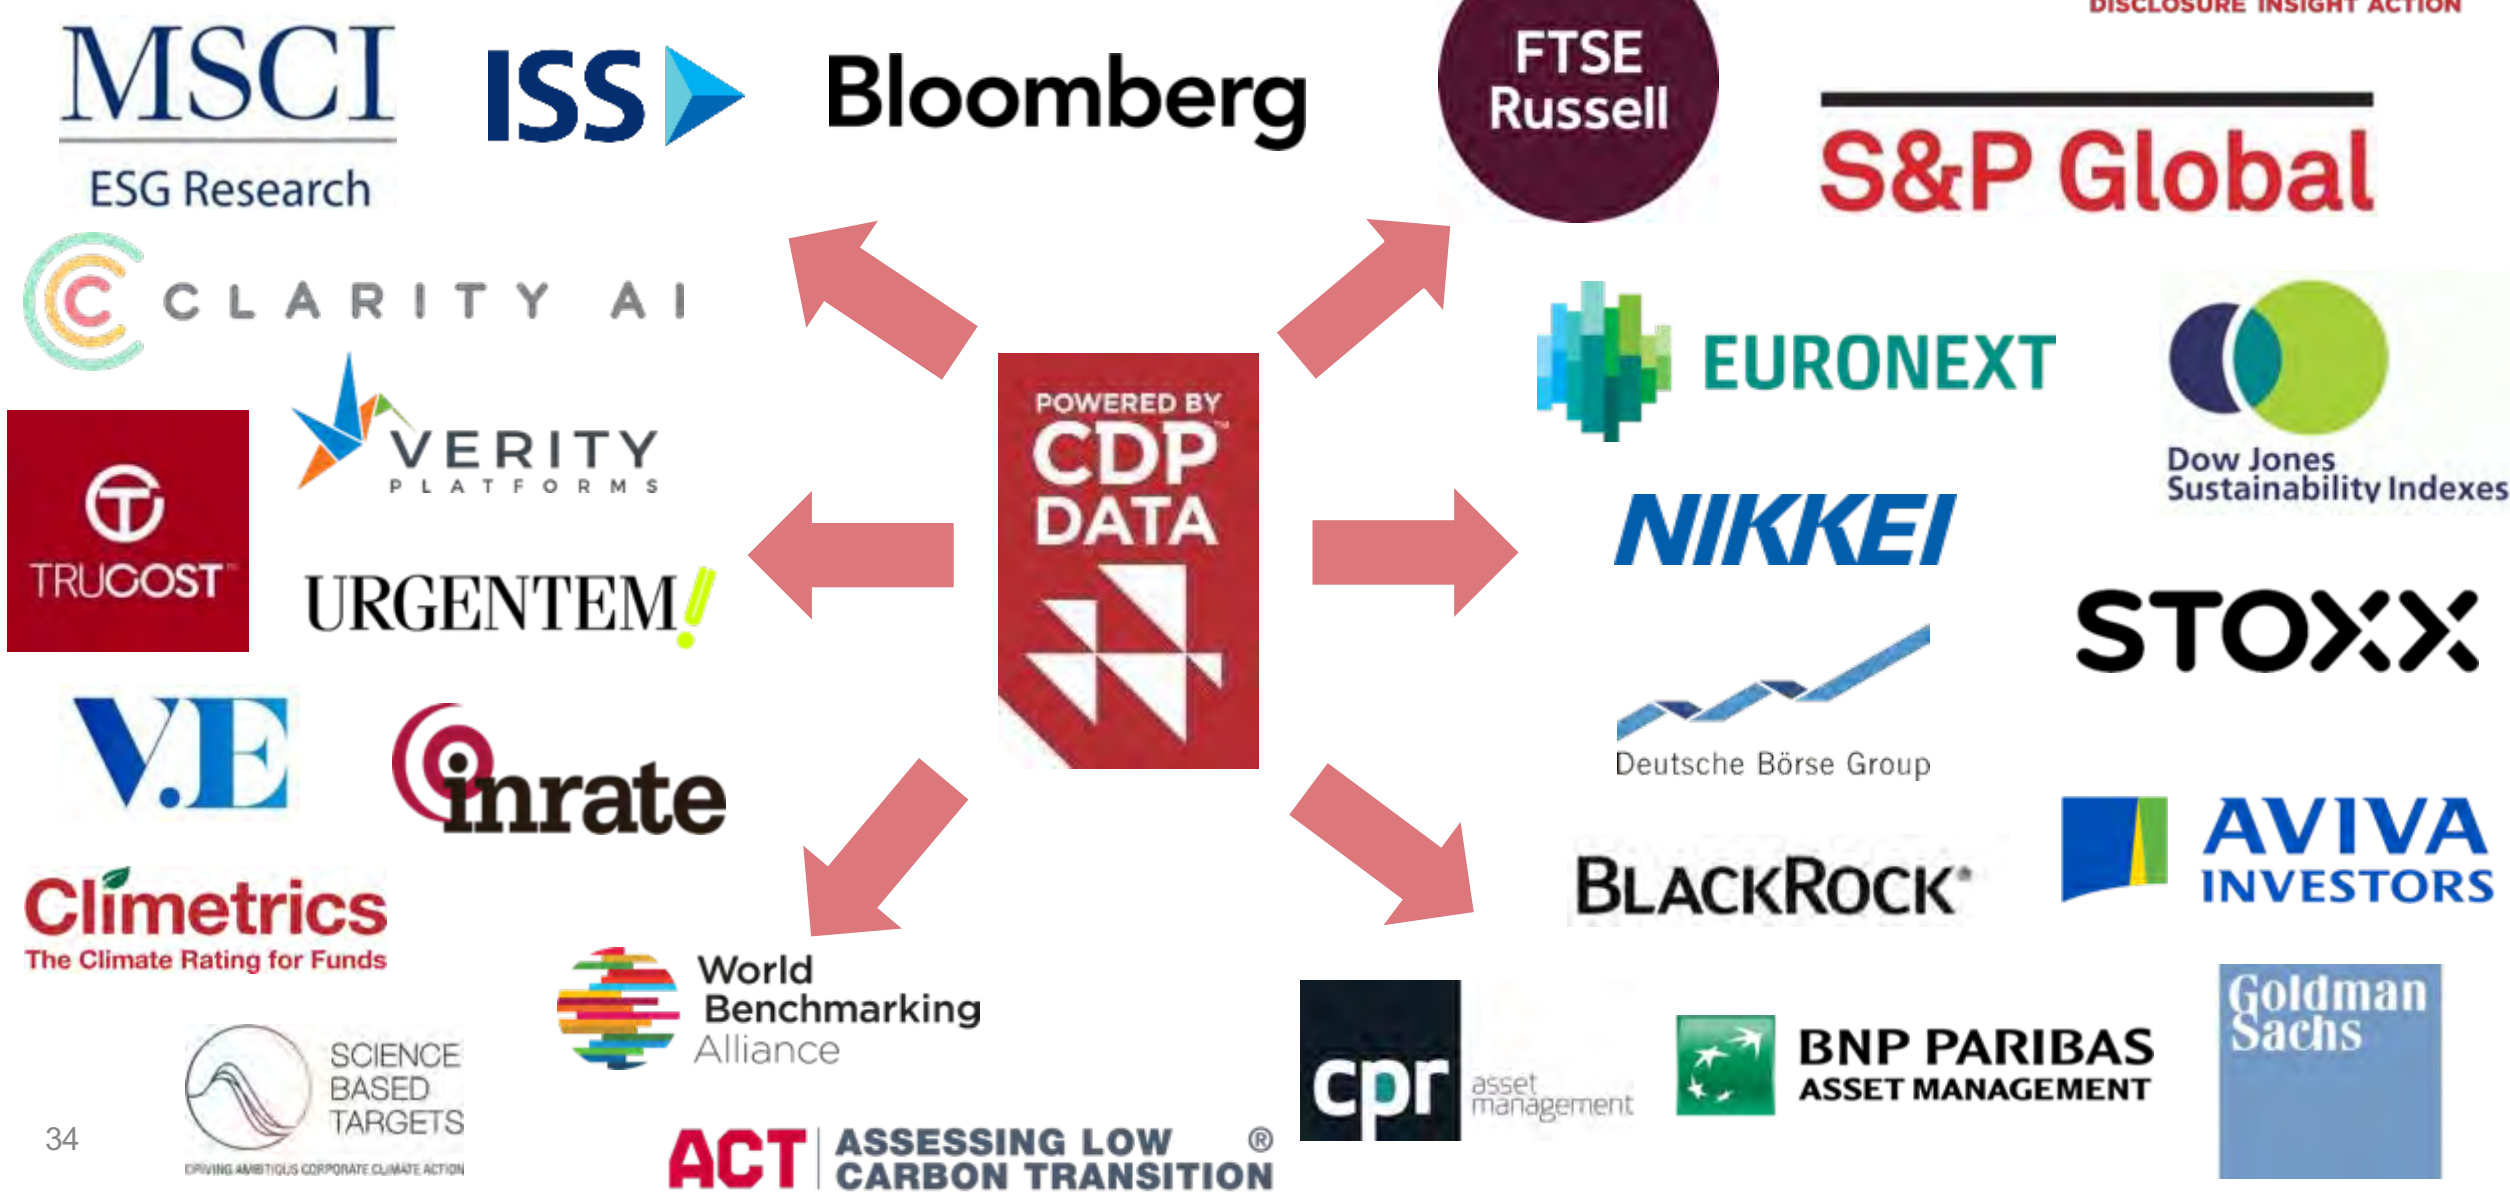 DISCLOSURE INSIGHT ACTION
MSCI
ESG Research
ISS
Bloomberg
FTSE
Russell
S&P Global
C CLARITY AI
VERITY
PLATFORMS
TRUCOST™
URGENTEM!
POWERED BY
CDP™
DATA
EURONEXT
Dow Jones
Sustainability Indexes
NIKKEI
STOXX
Deutsche Börse Group
V.E
inrate
Climetrics
The Climate Rating for Funds
World
Benchmarking
Alliance
SCIENCE
BASED
TARGETS
DRIVING AMBITIOUS CORPORATE CLIMATE ACTION
ACT
ASSESSING LOW ®
CARBON TRANSITION
BLACKROCK®
AVIVA
INVESTORS
cpr
asset
management
BNP PARIBAS
ASSET MANAGEMENT
Goldman
Sachs
34